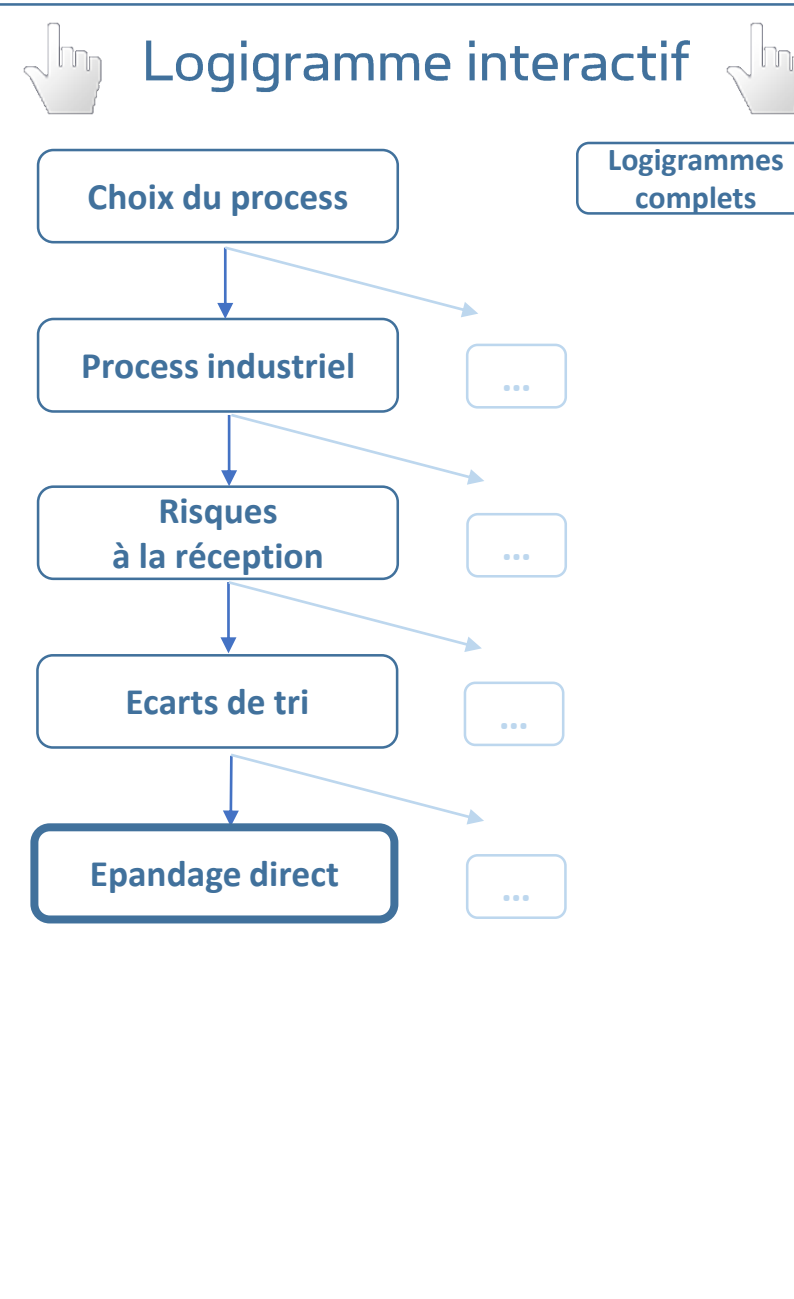 Logigramme interactif
Choix du process
Logigrammes
complets
Process industriel
...
Risques
à la réception
...
Ecarts de tri
...
Epandage direct
...